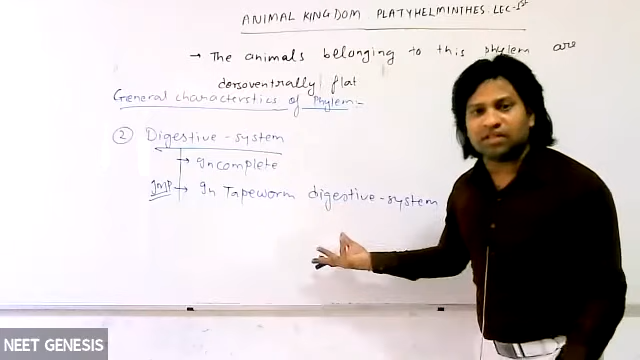 ANIMAL KINGDOM PLATYHELMINTHES. LEC-1st
→ The animals belonging to this phylem are
dorsoventrally flat
General characterstics of phylem:-
② Digestive-system
→ Incomplete
IMP → In Tapeworm digestive-system
NEET GENESIS